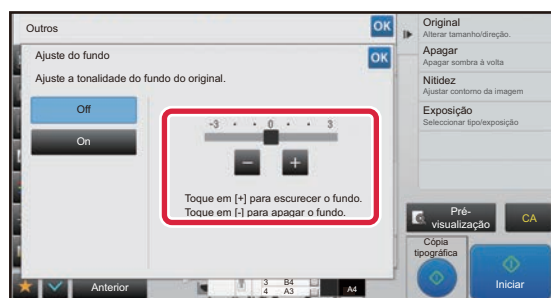 Outros
OK
Ajuste do fundo
OK
Ajuste a tonalidade do fundo do original.
Off
On
-3 • • 0 • • 3
Toque em [+] para escurecer o fundo.
Toque em [-] para apagar o fundo.
Original
Alterar tamanho/direção.
Apagar
Apagar sombra à volta
Nitidez
Ajustar contorno da imagem
Exposição
Seleccionar tipo/exposição
Pré-
visualização
CA
Cópia
tipográfica
Iniciar
Anterior
3 B4
4 A3
A4